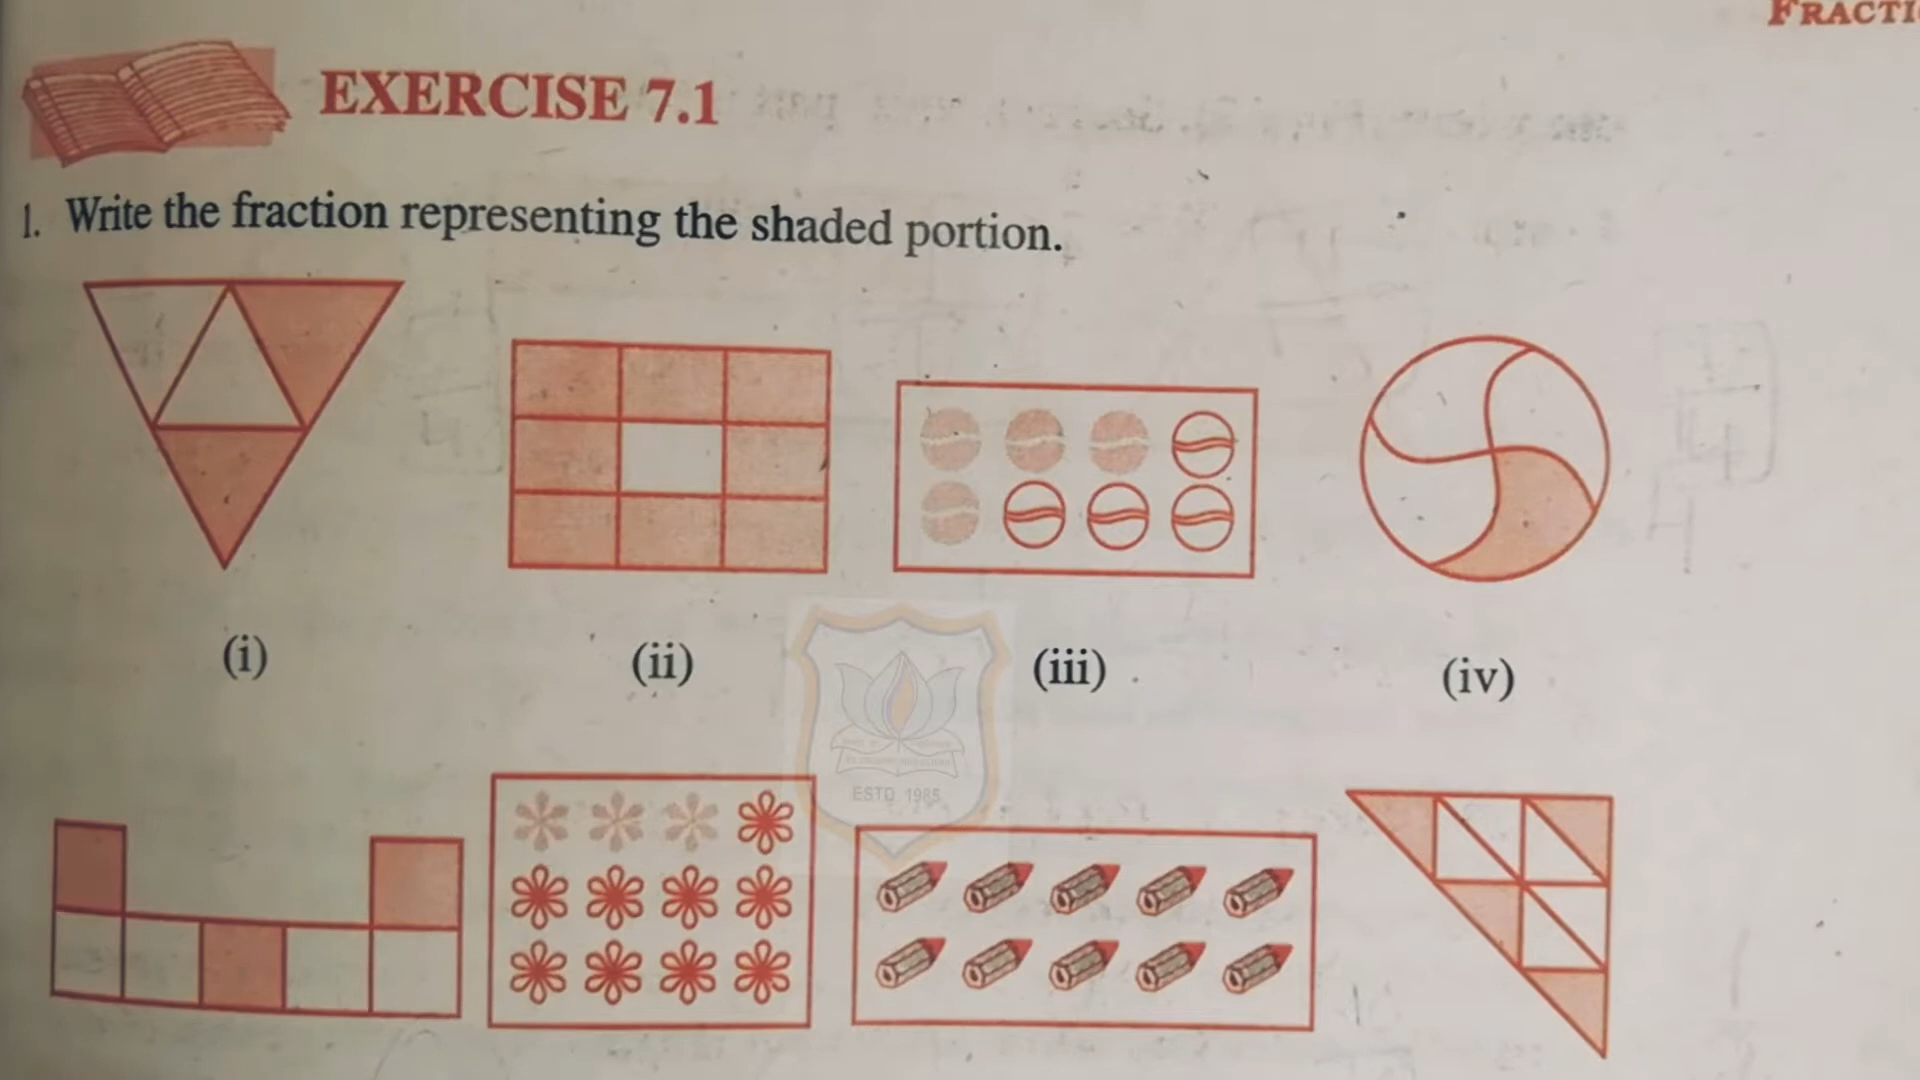 FRACTI
EXERCISE 7.1
1. Write the fraction representing the shaded portion.
(i) (ii) (iii) (iv)
ESTD 1985